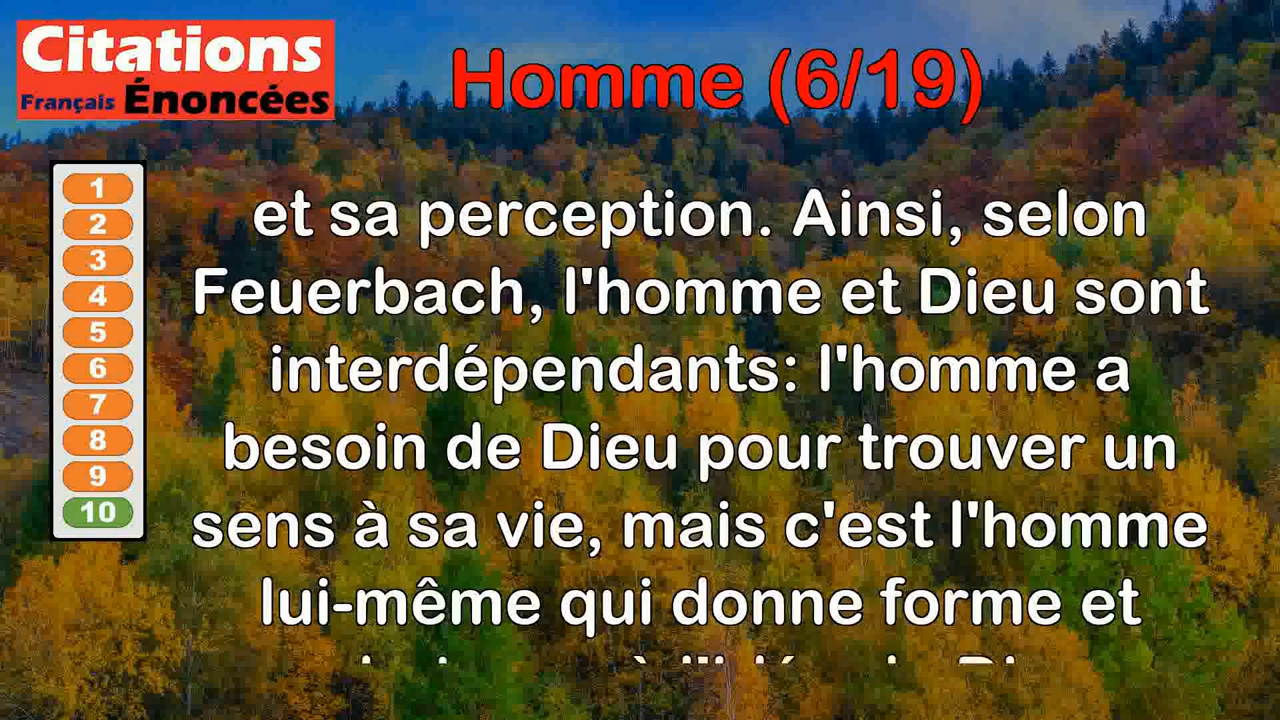 Citations
Français Énoncées
Homme (6/19)
1
2
3
4
5
6
7
8
9
10
et sa perception. Ainsi, selon
Feuerbach, l'homme et Dieu sont
interdépendants: l'homme a
besoin de Dieu pour trouver un
sens à sa vie, mais c'est l'homme
lui-même qui donne forme et